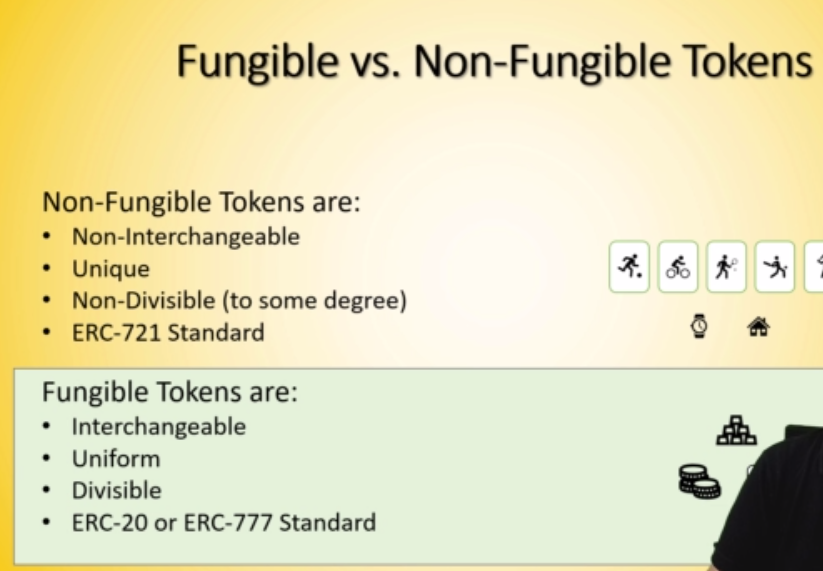 Fungible vs. Non-Fungible Tokens
Non-Fungible Tokens are:
• Non-Interchangeable
• Unique
• Non-Divisible (to some degree)
• ERC-721 Standard
Fungible Tokens are:
• Interchangeable
• Uniform
• Divisible
• ERC-20 or ERC-777 Standard